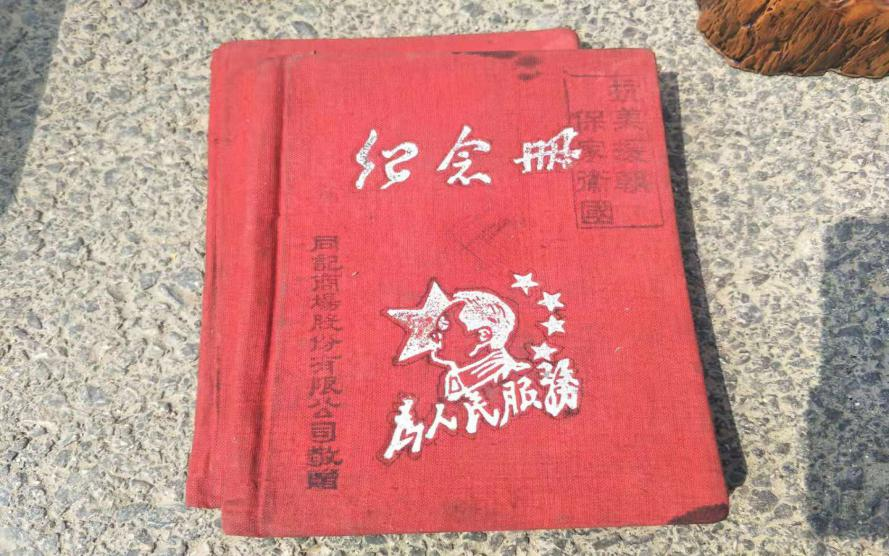 纪念册
抗美援朝
保家衛國
為人民服務
同記商場股份有限公司敬贈